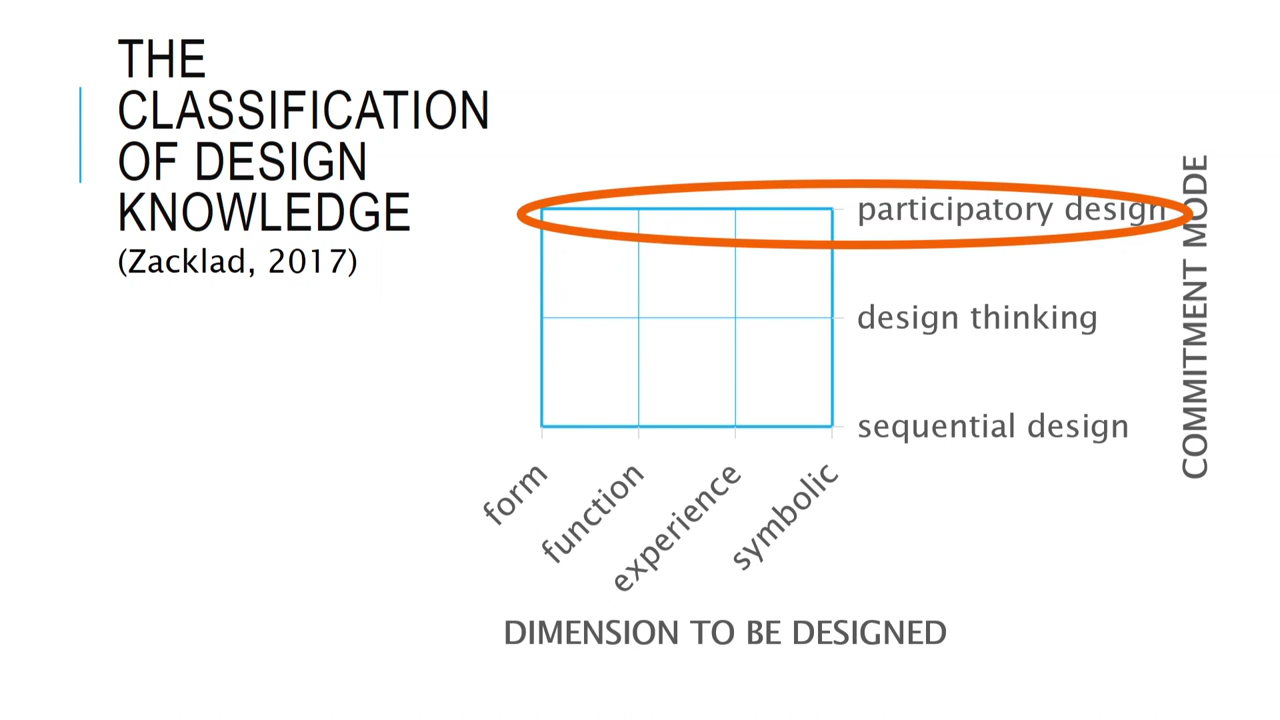 THE
CLASSIFICATION
OF DESIGN
KNOWLEDGE
(Zacklad, 2017)
participatory design
design thinking
sequential design
COMMITMENT MODE
form
function
experience
symbolic
DIMENSION TO BE DESIGNED